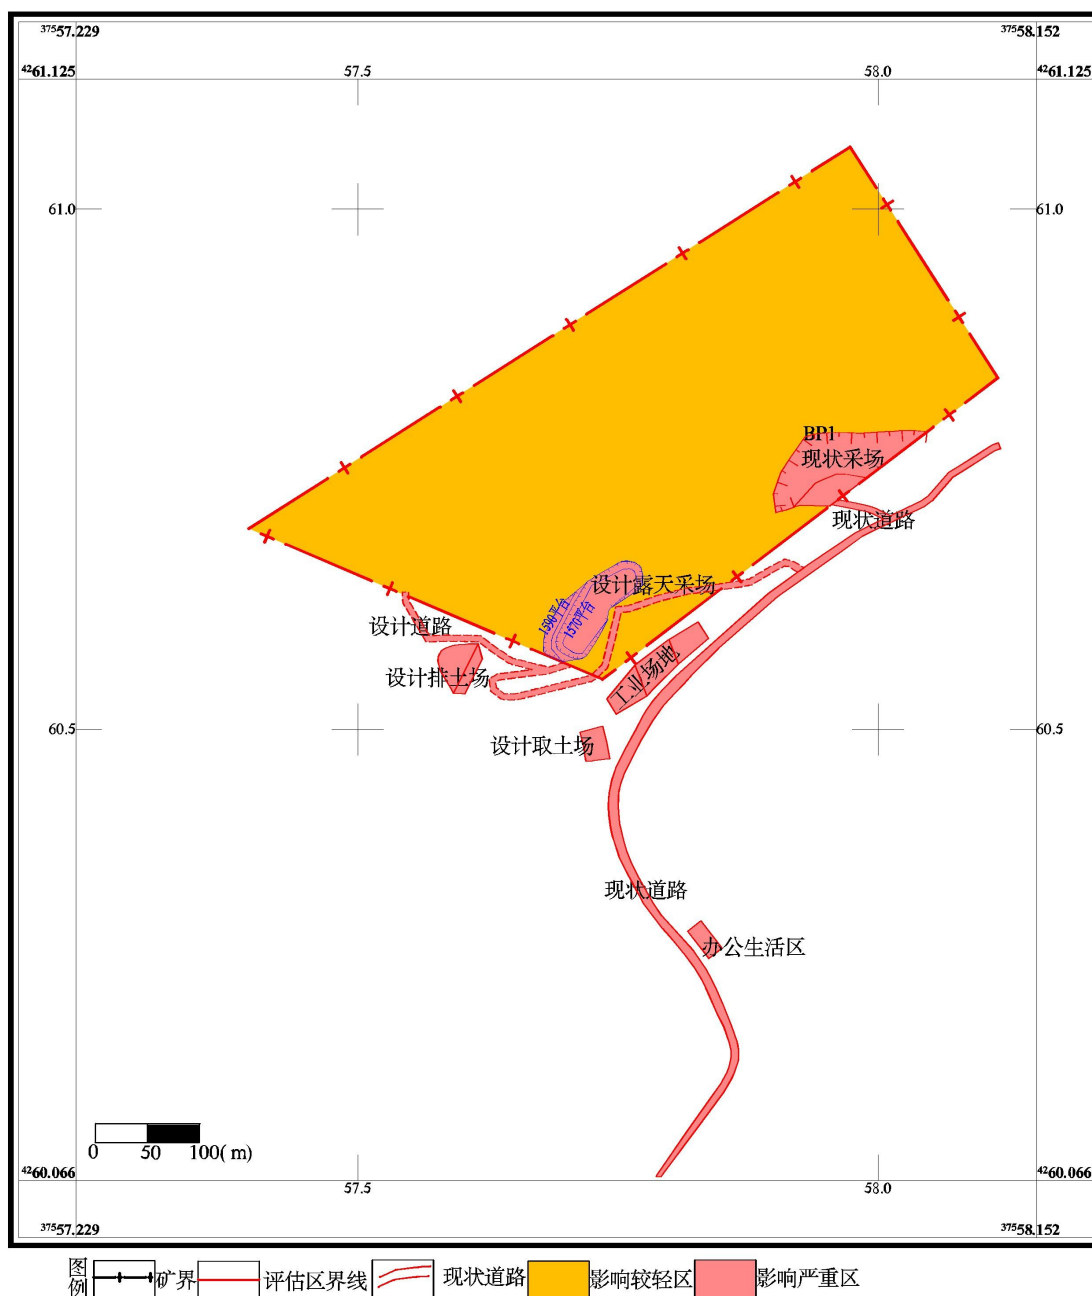 ³⁷⁵⁵57.229
³⁷⁵⁵58.152
⁴²61.125
57.5
58.0
⁴²61.125
61.0
61.0
BP1
现状采场
现状道路
设计露天采场
1590平台
1570平台
设计道路
设计排土场
工业场地
60.5
60.5
设计取土场
现状道路
办公生活区
0 50 100( m)
⁴²60.066
57.5
58.0
⁴²60.066
³⁷⁵⁵57.229
³⁷⁵⁵58.152
图例
矿界
评估区界线
现状道路
影响较轻区
影响严重区